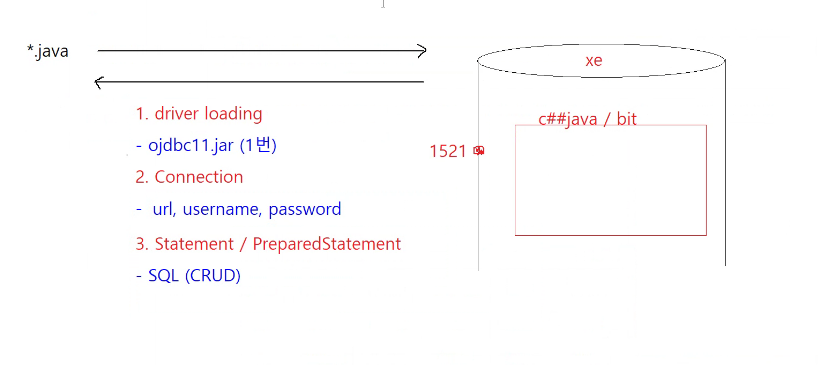 *.java
xe
1. driver loading
c##java / bit
- ojdbc11.jar (1번)
1521
2. Connection
- url, username, password
3. Statement / PreparedStatement
- SQL (CRUD)